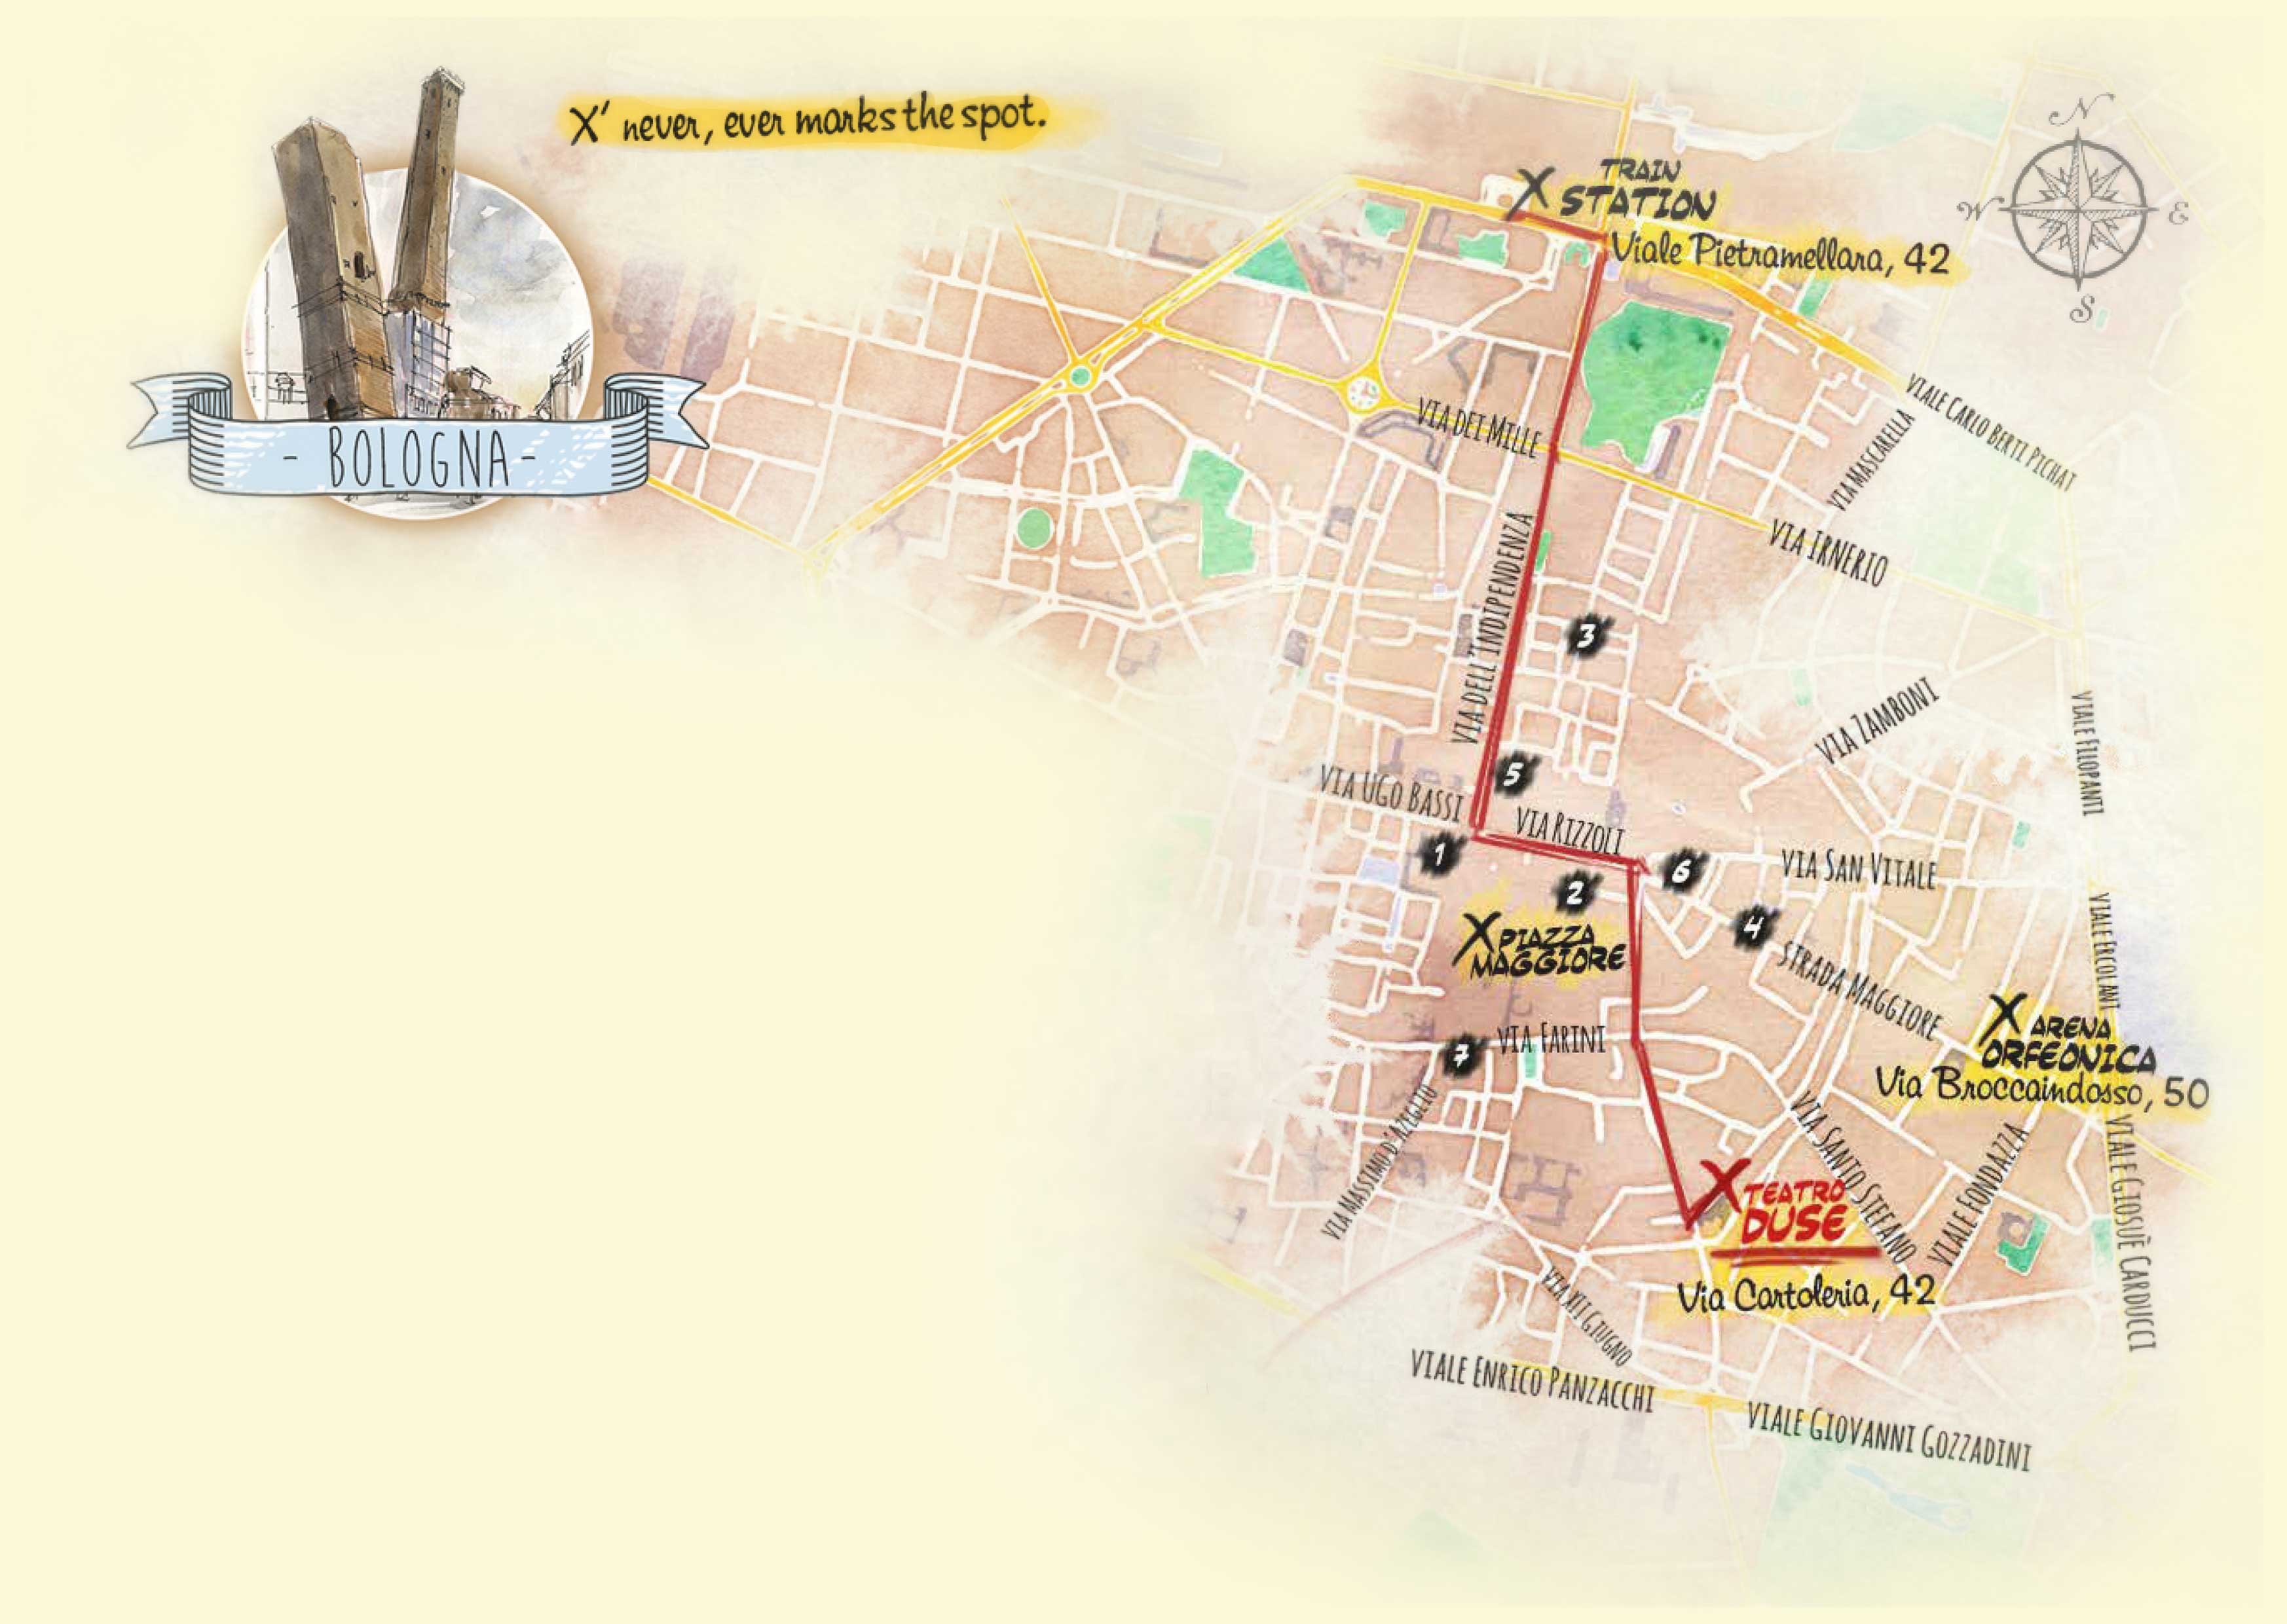 X' never, ever marks the spot.
- BOLOGNA -
N
W
E
S
X TRAIN
STATION
Viale Pietramellara, 42
VIALE CARLO BERTI PICHAT
VIA MASCARELLA
VIA DEI MILLE
VIA IRNERIO
VIA DELL'INDIPENDENZA
3
VIA ZAMBONI
VIALE FILOPANTI
5
VIA UGO BASSI
VIA RIZZOLI
1
2
6
VIA SAN VITALE
4
X PIAZZA
MAGGIORE
STRADA MAGGIORE
VIALE ERCOLANI
X ARENA
ORFEONICA
Via Broccaindosso, 50
7
VIA FARINI
VIA MASSIMO D'AZEGLIO
VIA SANTO STEFANO
VIALE FONDAZZA
VIALE GIOSUÈ CARDUCCI
X TEATRO
DUSE
Via Cartoleria, 42
VIA XII GIUGNO
VIALE ENRICO PANZACCHI
VIALE GIOVANNI GOZZADINI